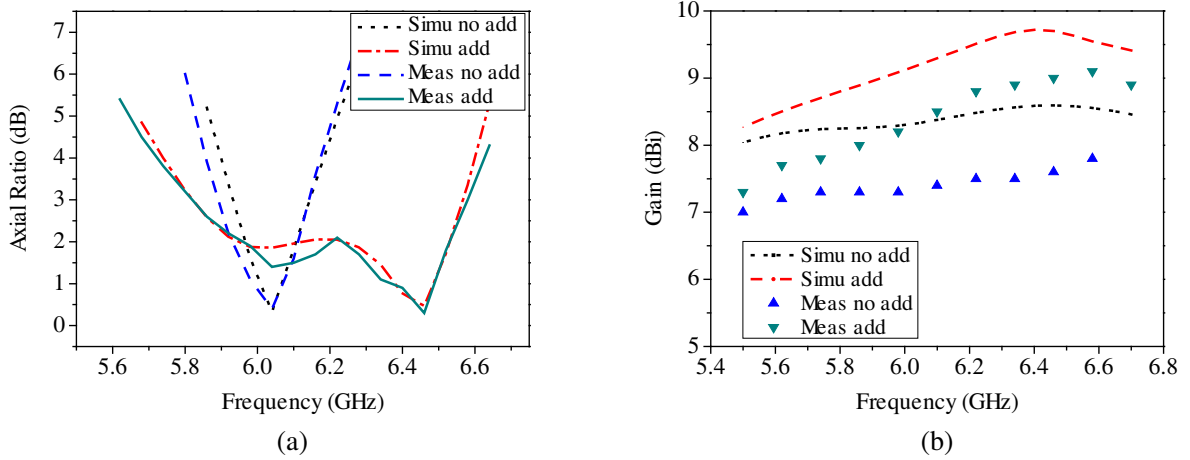 7
6
5
4
3
2
1
0
Axial Ratio (dB)
Simu no add
Simu add
Meas no add
Meas add
5.6 5.8 6.0 6.2 6.4 6.6
Frequency (GHz)
(a)
10
9
8
7
6
5
Gain (dBi)
Simu no add
Simu add
Meas no add
Meas add
5.4 5.6 5.8 6.0 6.2 6.4 6.6 6.8
Frequency (GHz)
(b)